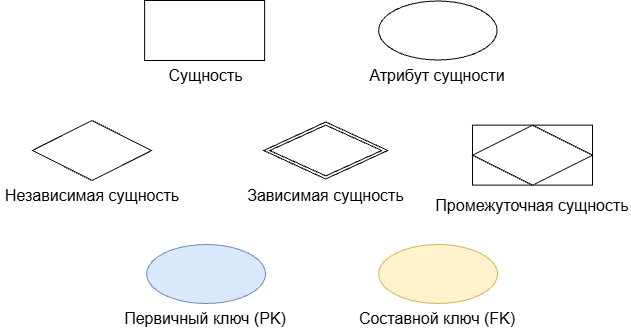 Сущность
Атрибут сущности
Независимая сущность
Зависимая сущность
Промежуточная сущность
Первичный ключ (PK)
Составной ключ (FK)